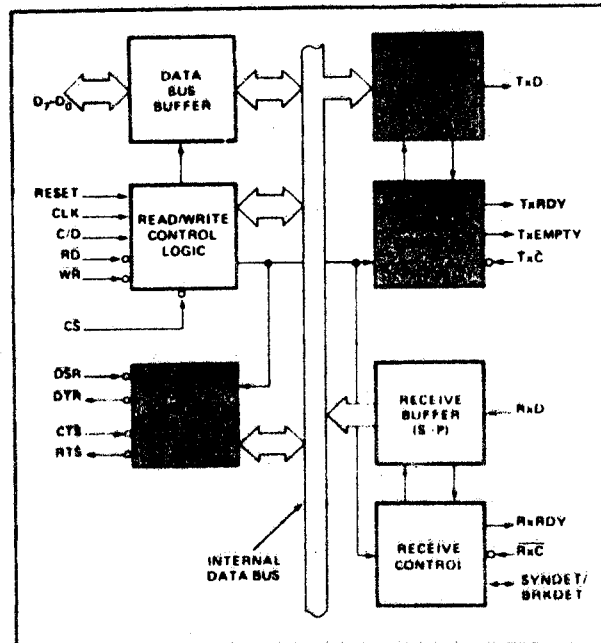 DATA
BUS
BUFFER
D7-D0
TxD
RESET
CLK
C/D
RD
WR
READ/WRITE
CONTROL
LOGIC
CS
TxRDY
TxEMPTY
TxC
DSR
DTR
CTS
RTS
RECEIVE
BUFFER
(S-P)
RxD
INTERNAL
DATA BUS
RECEIVE
CONTROL
RxRDY
RxC
SYNDET/
BRKDET